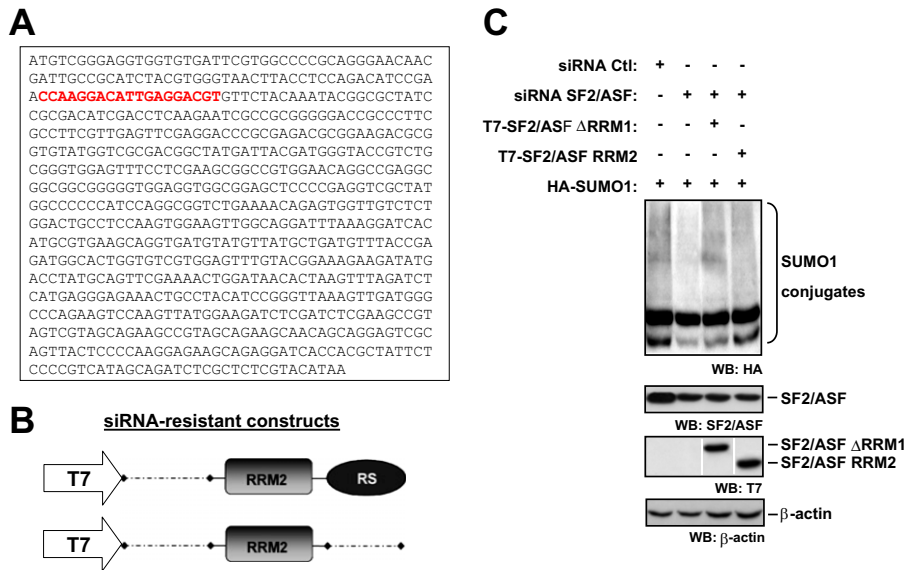 A
ATGTCGGGAGGTGGTGTGATTCGTGGCCCCGCAGGGAACAAC
GATTGCCGCATCTACGTGGGTAACTTACCTCCAGACATCCGA
ACCAAGGACATTGAGGACGTGTTCTACAAATACGGCGCTATC
CGCGACATCGACCTCAAGAATCGCCGCGGGGGACCGCCCTTC
GCCTTCGTTGAGTTCGAGGACCCGCGAGACGCGGAAGACGCG
GTGTATGGTCGCGACGGCTATGATTACGATGGGTACCGTCTG
CGGGTGGAGTTTCCTCGAAGCGGCCGTGGAACAGGCCGAGGC
GGCGGCGGGGGTGGAGGTGGCGGAGCTCCCCGAGGTCGCTAT
GGCCCCCCATCCAGGCGGTCTGAAAACAGAGTGGTTGTCTCT
GGACTGCCTCCAAGTGGAAGTTGGCAGGATTTAAAGGATCAC
ATGCGTGAAGCAGGTGATGTATGTTATGCTGATGTTTACCGA
GATGGCACTGGTGTCGTGGAGTTTGTACGGAAAGAAGATATG
ACCTATGCAGTTCGAAAACTGGATAACACTAAGTTTAGATCT
CATGAGGGAGAAACTGCCTACATCCGGGTTAAAGTTGATGGG
CCCAGAAGTCCAAGTTATGGAAGATCTCGATCTCGAAGCCGT
AGTCGTAGCAGAAGCCGTAGCAGAAGCAACAGCAGGAGTCGC
AGTTACTCCCCAAGGAGAAGCAGAGGATCACCACGCTATTCT
CCCCGTCATAGCAGATCTCGCTCTCGTACATAA
B
siRNA-resistant constructs
T7 RRM2 RS
T7 RRM2
C
siRNA Ctl: + - - -
siRNA SF2/ASF: - + + +
T7-SF2/ASF ΔRRM1: - - + -
T7-SF2/ASF RRM2: - - - +
HA-SUMO1: + + + +
SUMO1
conjugates
WB: HA
SF2/ASF
WB: SF2/ASF
SF2/ASF ΔRRM1
SF2/ASF RRM2
WB: T7
β-actin
WB: β-actin